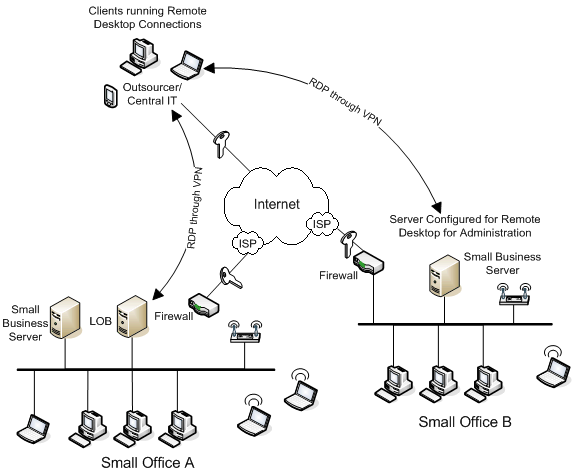 Clients running Remote
Desktop Connections
Outsourcer/
Central IT
RDP through VPN
RDP through VPN
Internet
ISP
ISP
Server Configured for Remote
Desktop for Administration
Small Business
Server
Firewall
Small
Business
Server
LOB
Firewall
Small Office B
Small Office A